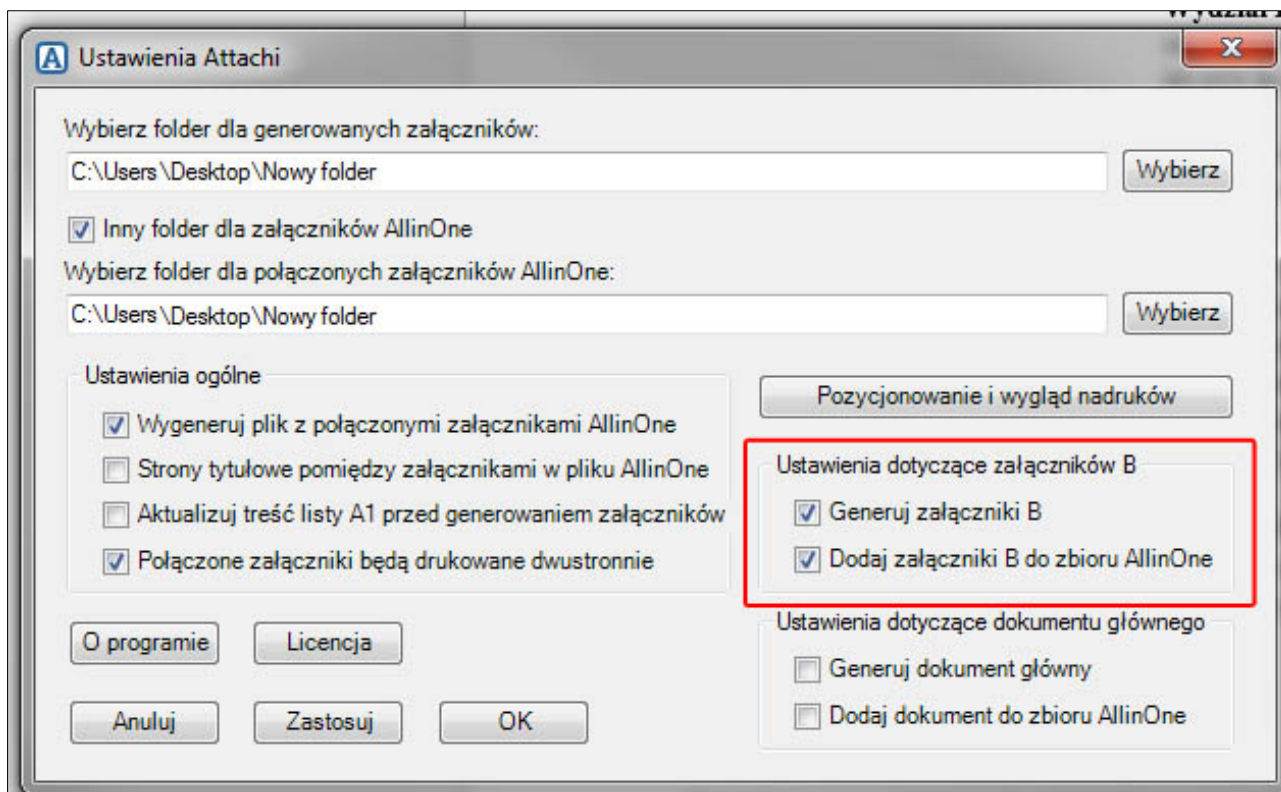 Ustawienia Attachi
Wybierz folder dla generowanych załączników:
C:\Users\Desktop\Nowy folder
Wybierz
Inny folder dla załączników AllinOne
Wybierz folder dla połączonych załączników AllinOne:
C:\Users\Desktop\Nowy folder
Wybierz
Ustawienia ogólne
Wygeneruj plik z połączonymi załącznikami AllinOne
Strony tytułowe pomiędzy załącznikami w pliku AllinOne
Aktualizuj treść listy A1 przed generowaniem załączników
Połączone załączniki będą drukowane dwustronnie
Pozycjonowanie i wygląd nadruków
Ustawienia dotyczące załączników B
Generuj załączniki B
Dodaj załączniki B do zbioru AllinOne
Ustawienia dotyczące dokumentu głównego
Generuj dokument główny
Dodaj dokument do zbioru AllinOne
O programie
Licencja
Anuluj
Zastosuj
OK